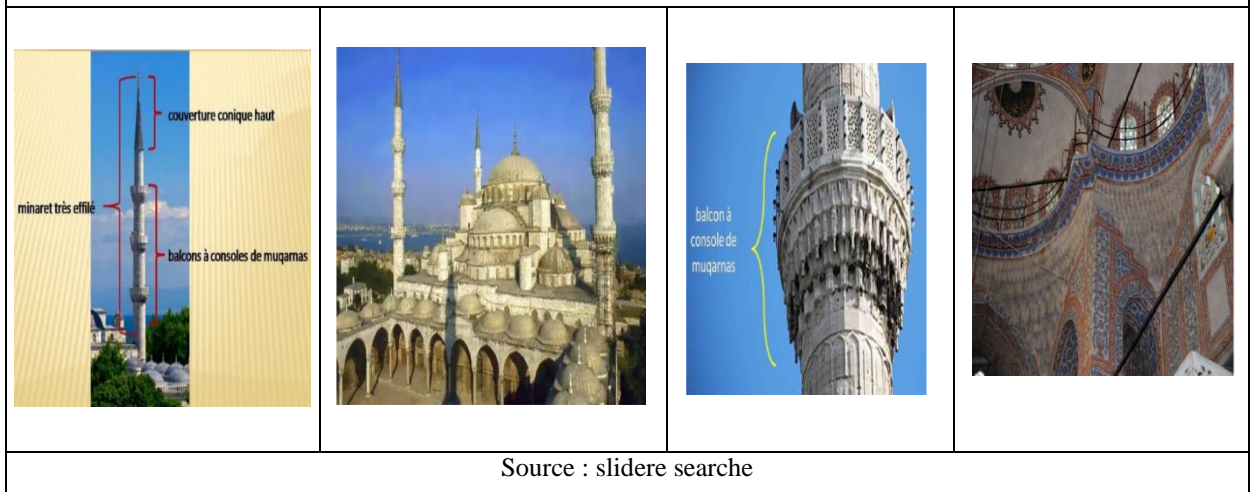 couverture conique haut
minaret très effilé
balcons à consoles de muqarnas
balcon à
console de
muqarnas
Source : slidere searche